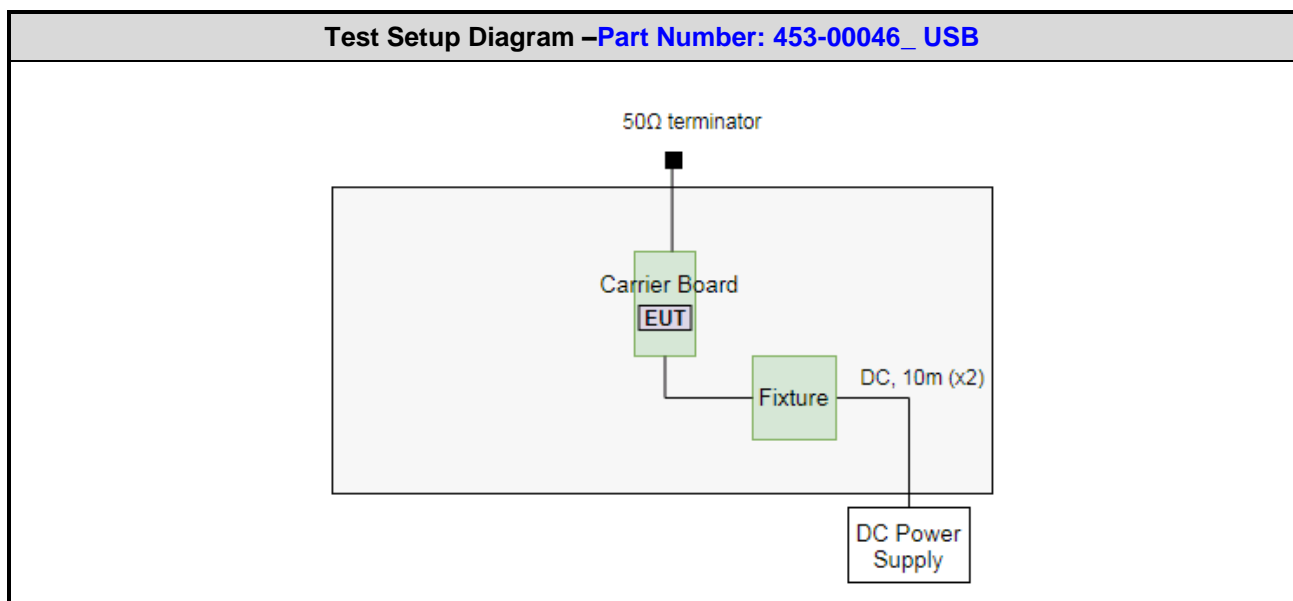 Test Setup Diagram –Part Number: 453-00046_ USB
50Ω terminator
Carrier Board
EUT
DC, 10m (x2)
Fixture
DC Power
Supply